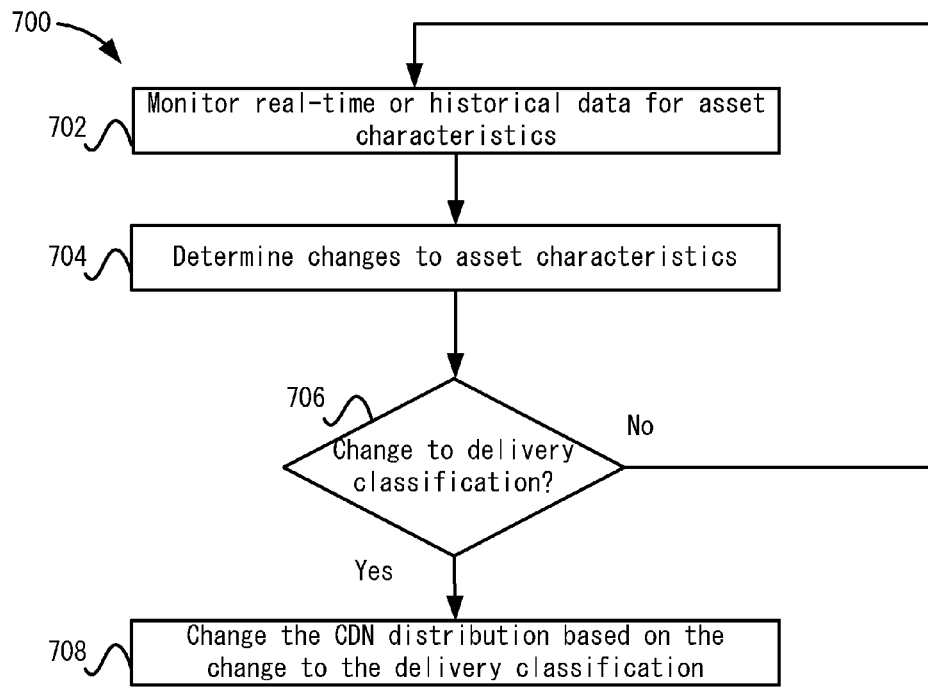 700
Monitor real-time or historical data for asset
characteristics
702
Determine changes to asset characteristics
704
706
Change to delivery
classification?
No
Yes
Change the CDN distribution based on the
change to the delivery classification
708